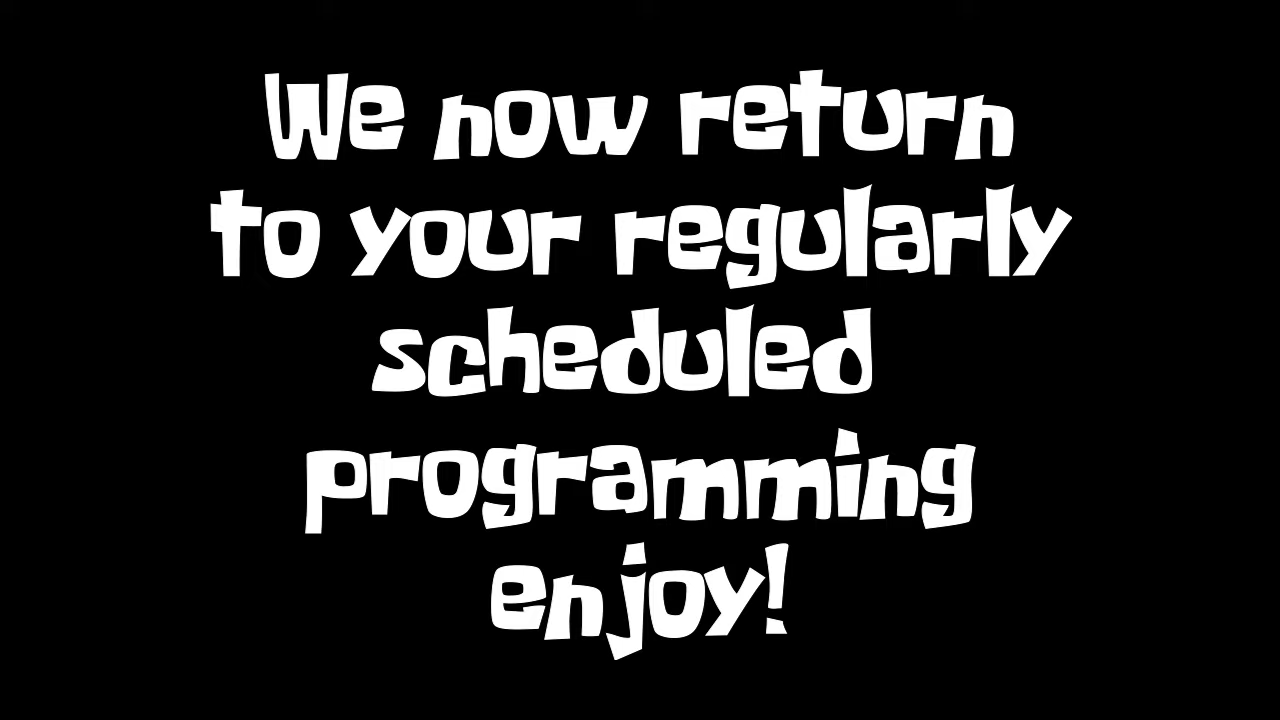 We now return
to your regularly
scheduled
programming
enjoy!